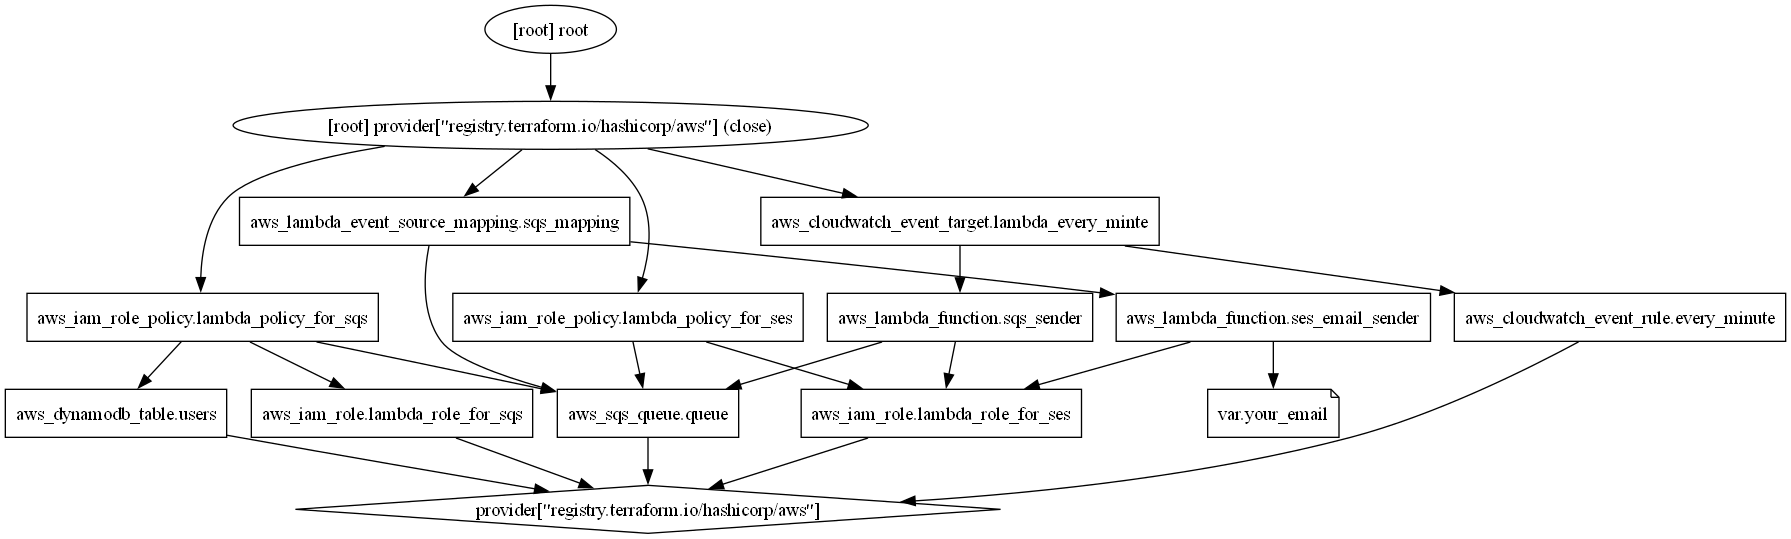 [root] root
[root] provider["registry.terraform.io/hashicorp/aws"] (close)
aws_lambda_event_source_mapping.sqs_mapping
aws_cloudwatch_event_target.lambda_every_minte
aws_iam_role_policy.lambda_policy_for_sqs
aws_iam_role_policy.lambda_policy_for_ses
aws_lambda_function.sqs_sender
aws_lambda_function.ses_email_sender
aws_cloudwatch_event_rule.every_minute
aws_dynamodb_table.users
aws_iam_role.lambda_role_for_sqs
aws_sqs_queue.queue
aws_iam_role.lambda_role_for_ses
var.your_email
provider["registry.terraform.io/hashicorp/aws"]